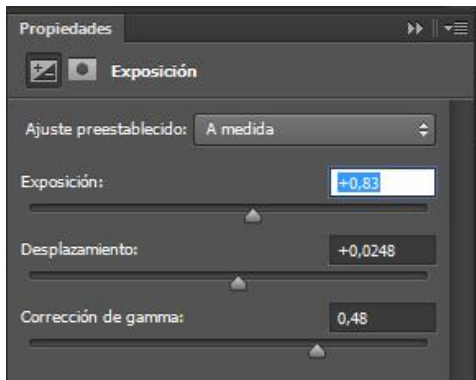 Propiedades
Exposición
Ajuste preestablecido: A medida
Exposición: +0,83
Desplazamiento: +0,0248
Corrección de gamma: 0,48